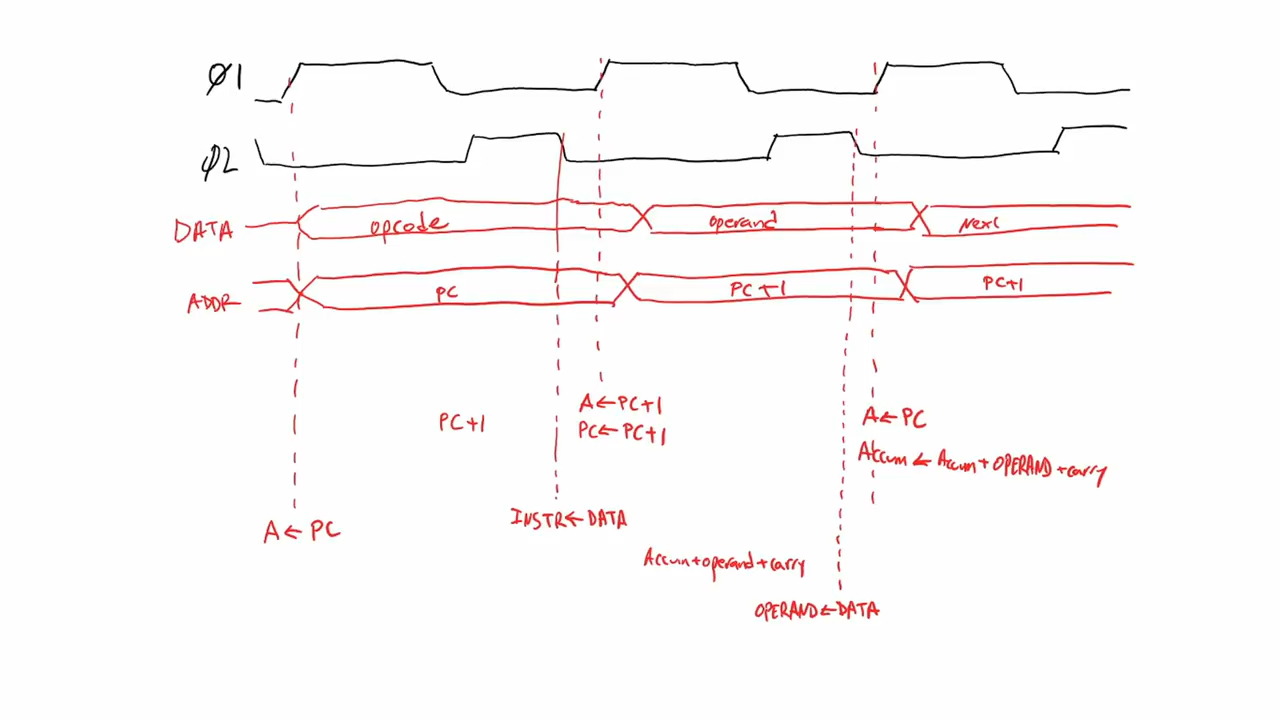 Ø1
Ø2
DATA opcode operand Next
ADDR PC PC+1 PC+1
A←PC+1
PC+1
PC←PC+1
A←PC
Accum←Accum+OPERAND+carry
INSTR←DATA
A←PC
Accum+operand+carry
OPERAND←DATA